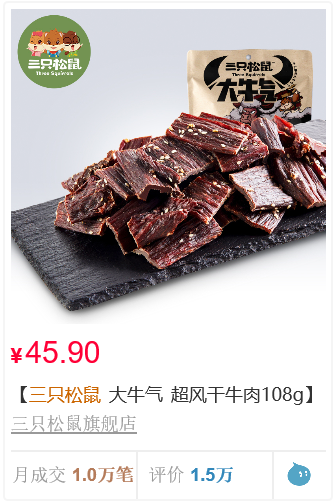 三只松鼠
Three Squirrels
三只松鼠
Three Squirrels
大牛气
¥45.90
【三只松鼠 大牛气 超风干牛肉108g】
三只松鼠旗舰店
月成交 1.0万笔 评价 1.5万